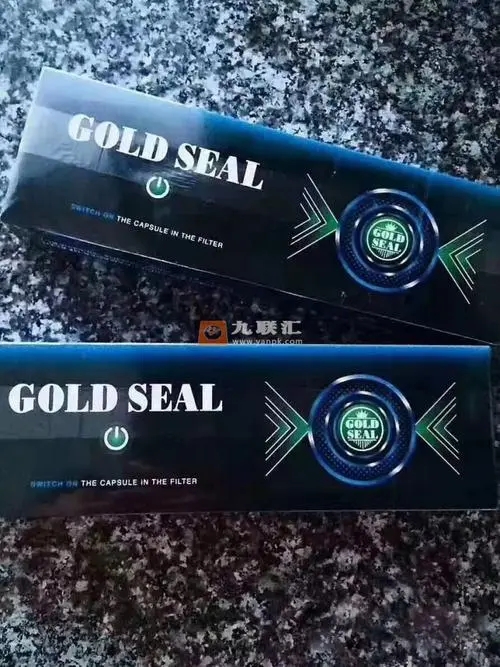 GOLD SEAL
SWITCH ON THE CAPSULE IN THE FILTER
GOLD
SEAL
九联汇
www.yanpk.com
GOLD SEAL
SWITCH ON THE CAPSULE IN THE FILTER
GOLD
SEAL